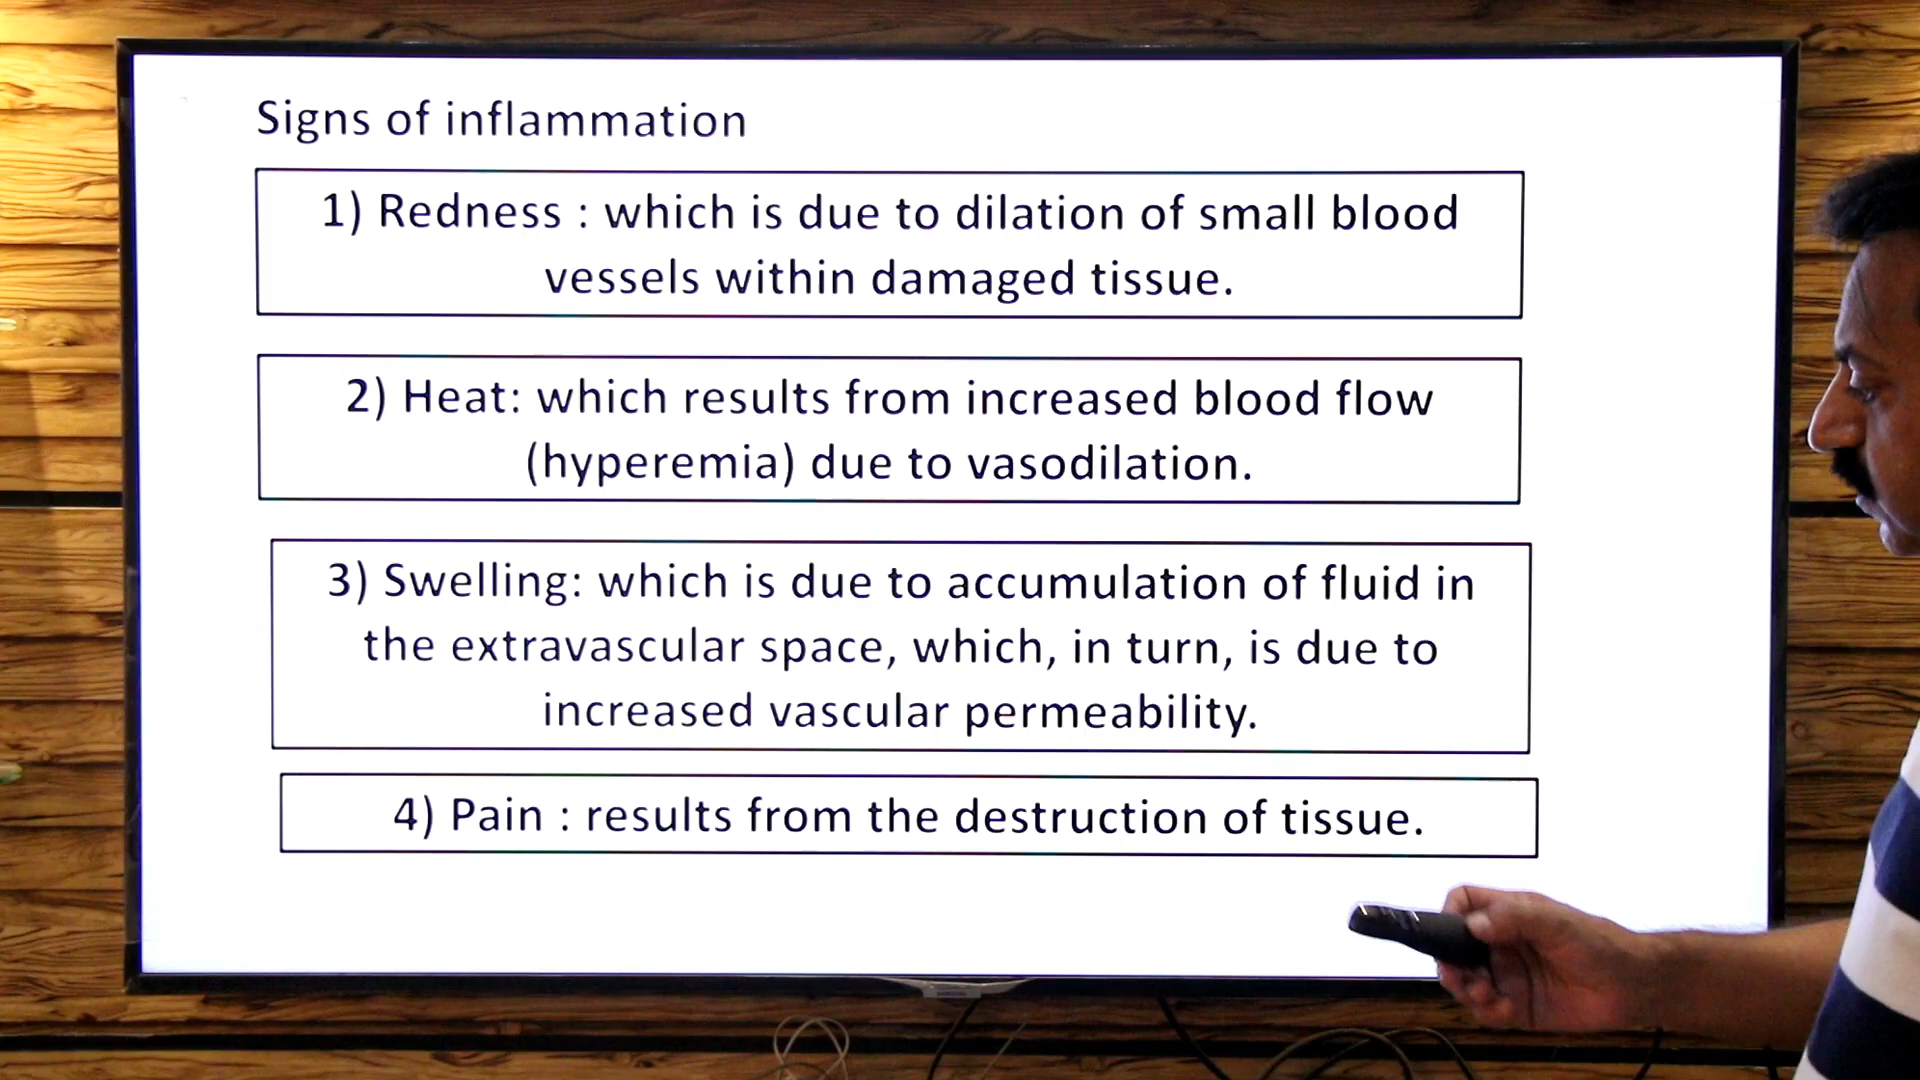 Signs of inflammation
1) Redness : which is due to dilation of small blood
vessels within damaged tissue.
2) Heat: which results from increased blood flow
(hyperemia) due to vasodilation.
3) Swelling: which is due to accumulation of fluid in
the extravascular space, which, in turn, is due to
increased vascular permeability.
4) Pain : results from the destruction of tissue.